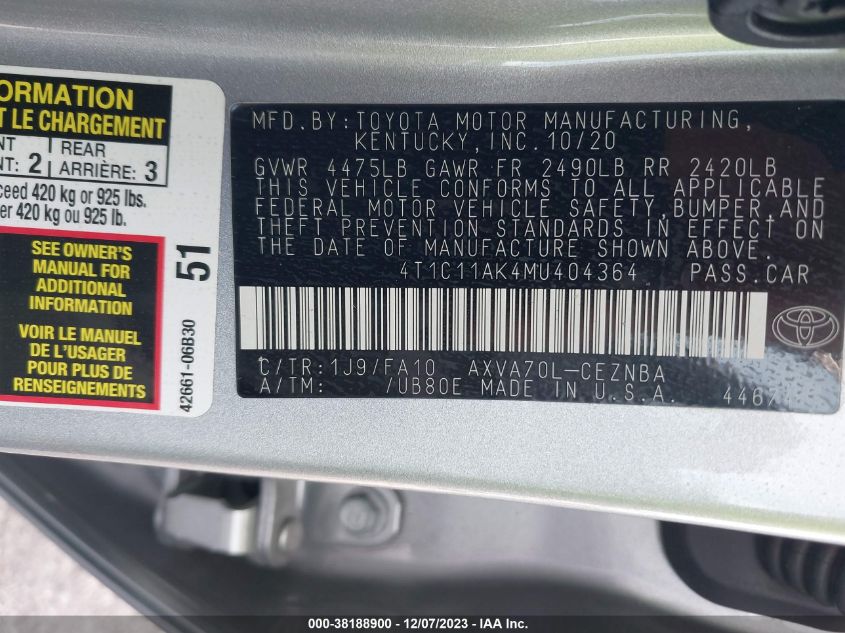 ORMATION
T LE CHARGEMENT
NT
NT: 2
REAR
ARRIÈRE: 3
ceed 420 kg or 925 lbs.
er 420 kg ou 925 lb.
SEE OWNER'S
MANUAL FOR
ADDITIONAL
INFORMATION
VOIR LE MANUEL
DE L'USAGER
POUR PLUS DE
RENSEIGNEMENTS
51
42661-06B30
MFD.BY:TOYOTA MOTOR MANUFACTURING,
KENTUCKY, INC. 10/20
GVWR 4475LB GAWR FR 2490LB RR 2420LB
THIS VEHICLE CONFORMS TO ALL APPLICABLE
FEDERAL MOTOR VEHICLE SAFETY,BUMPER,AND
THEFT PREVENTION STANDARDS IN EFFECT ON
THE DATE OF MANUFACTURE SHOWN ABOVE.
4T1C11AK4MU404364 PASS.CAR
C/TR:1J9/FA10 AXVA70L-CEZNBA
A/TM: /UB80E MADE IN U.S.A.
000-38188900 - 12/07/2023 - IAAI.com